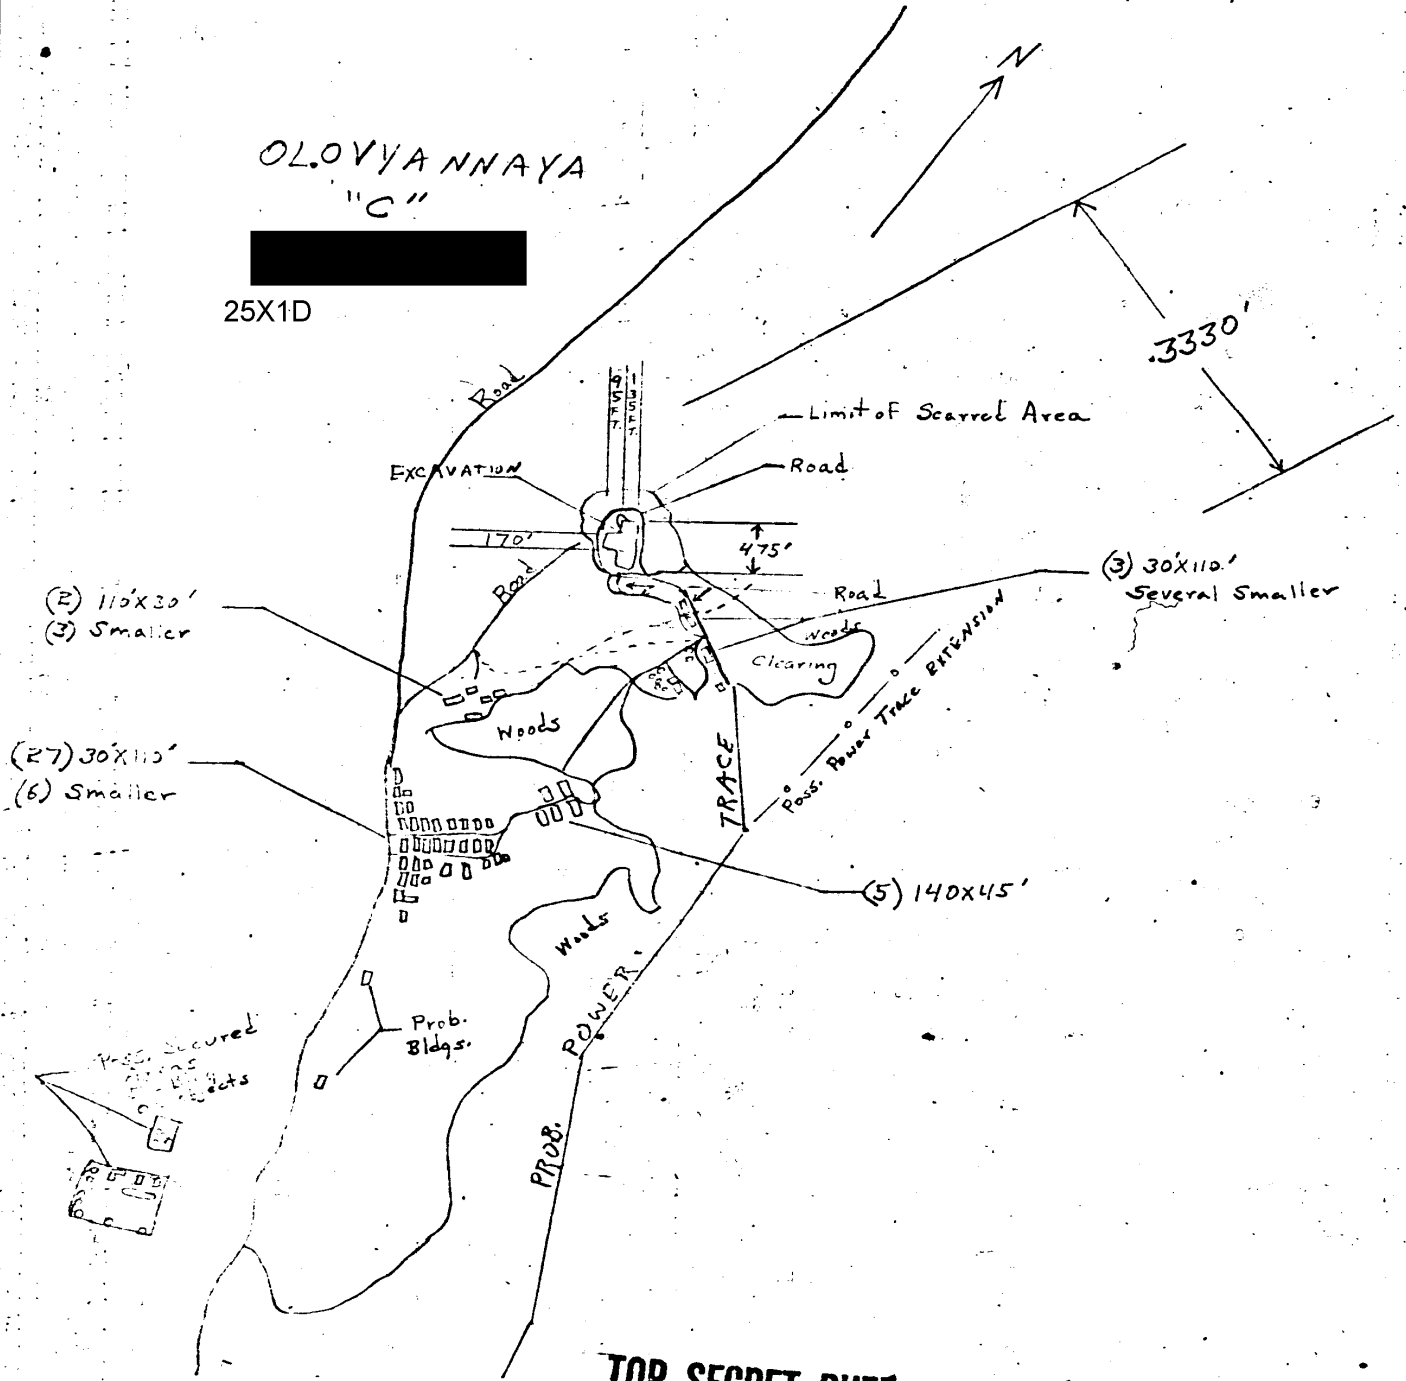 N
OLOVYANNAYA
"C"
25X1D
3330'
Road
95FT.
135FT.
Limit of Scarred Area
EXCAVATION
Road
170'
475'
Road
(3) 30'X110'
Several Smaller
(2) 110'X30'
(3) Smaller
Road
Woods
Clearing
Woods
Poss. Power Trace EXTENSION
(27) 30'X110'
(6) Smaller
TRACE
(5) 140X45'
Woods
POWER
Prob.
Bldgs.
Poss. Secured
PROB.
TOP SECRET